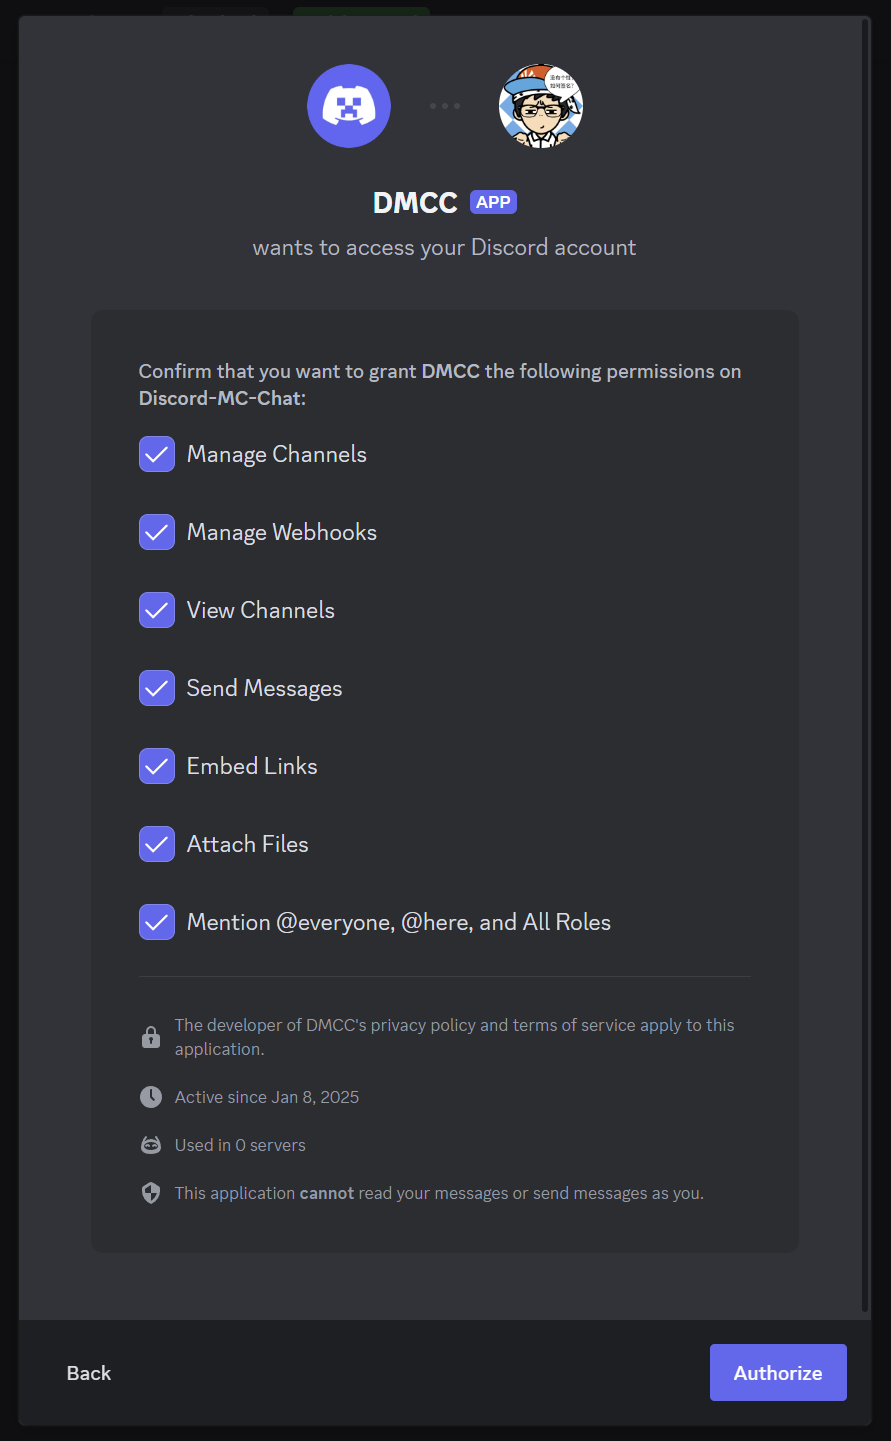 DMCC APP
wants to access your Discord account
Confirm that you want to grant DMCC the following permissions on
Discord-MC-Chat:
Manage Channels
Manage Webhooks
View Channels
Send Messages
Embed Links
Attach Files
Mention @everyone, @here, and All Roles
The developer of DMCC's privacy policy and terms of service apply to this
application.
Active since Jan 8, 2025
Used in 0 servers
This application cannot read your messages or send messages as you.
Back
Authorize